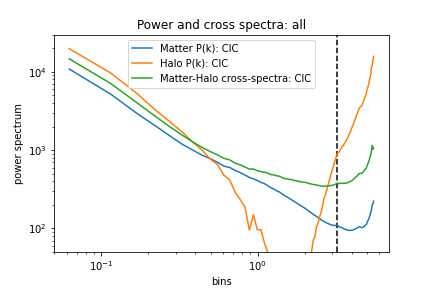 Power and cross spectra: all
Matter P(k): CIC
Halo P(k): CIC
Matter-Halo cross-spectra: CIC
power spectrum
10⁴
10³
10²
10⁻¹
10⁰
bins